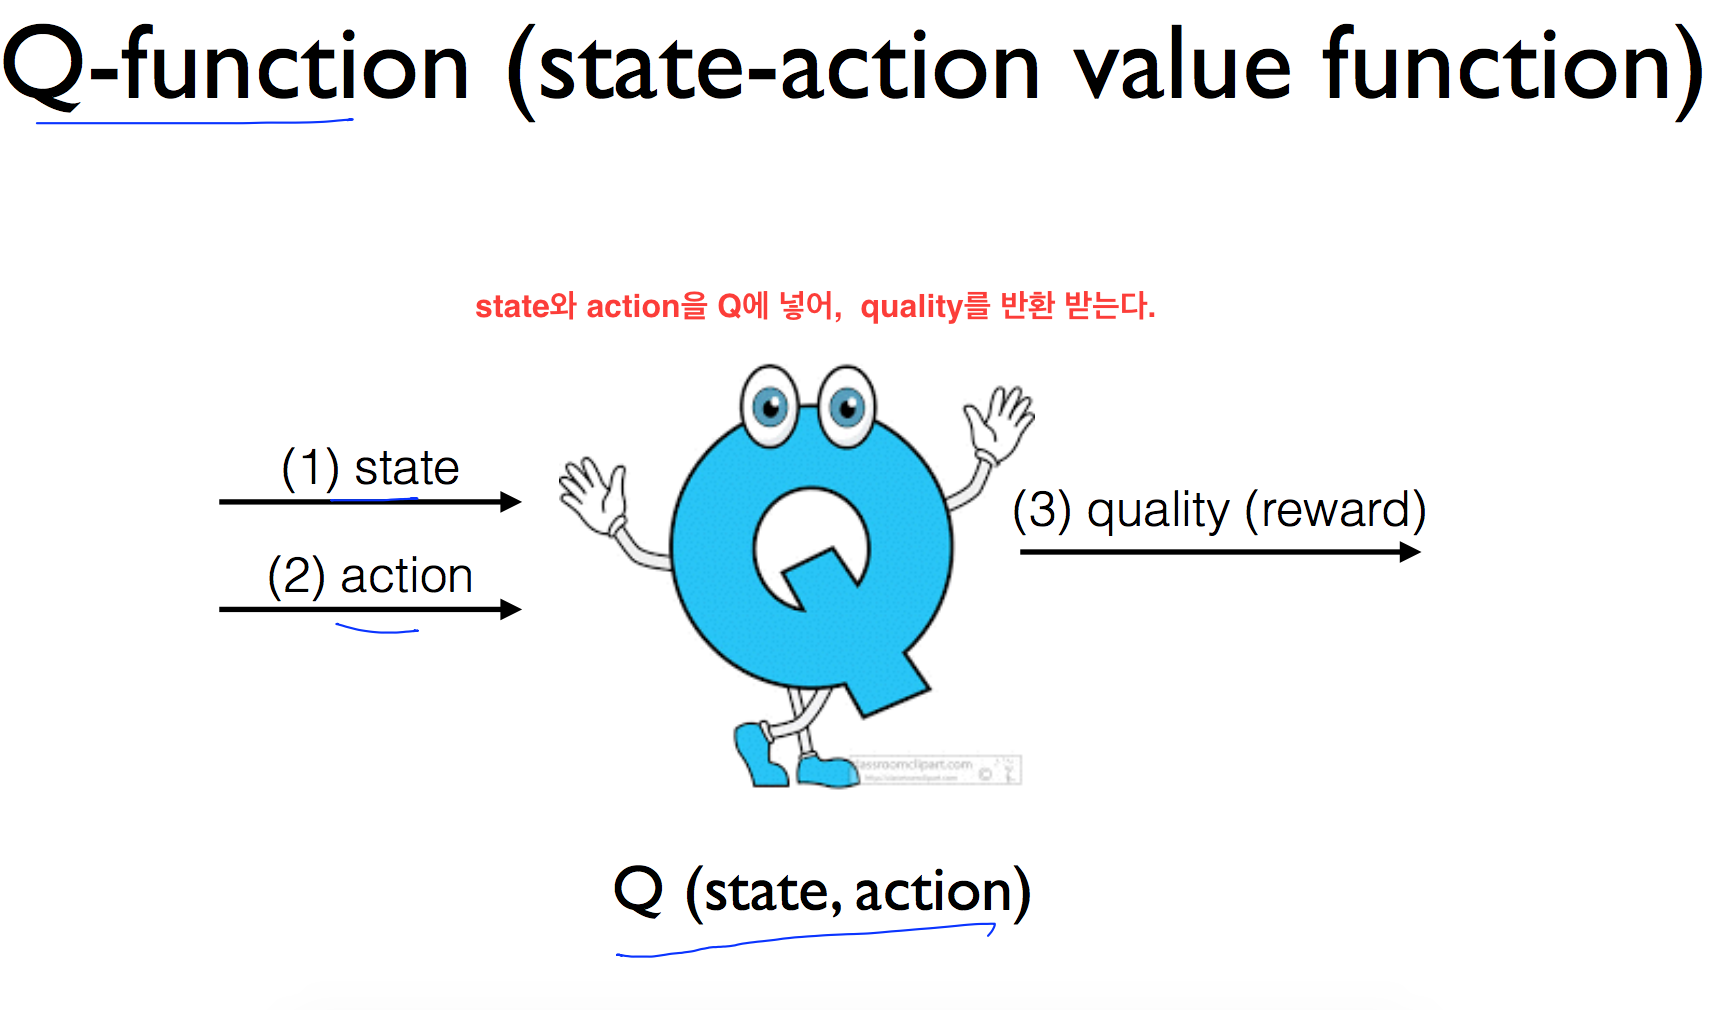 Q-function (state-action value function)
state와 action을 Q에 넣어, quality를 반환 받는다.
(1) state
(2) action
(3) quality (reward)
assroomclipart.com
©
Q (state, action)